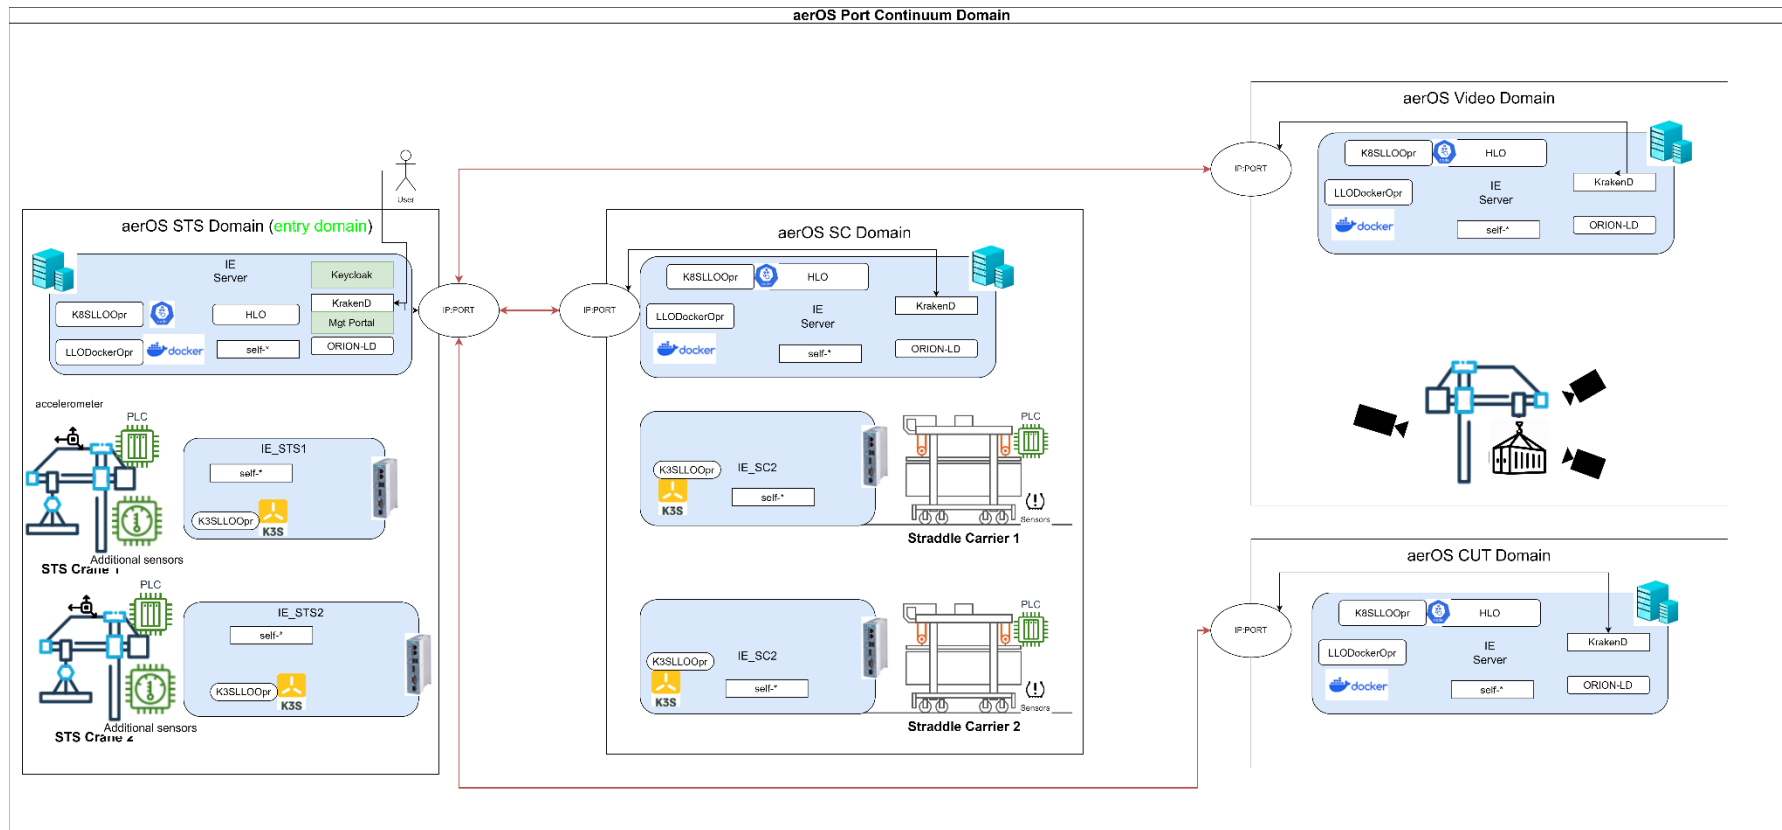 aerOS Port Continuum Domain
User
aerOS STS Domain (entry domain)
IE
Server
Keycloak
KrakenD
Mgt Portal
ORION-LD
K8SLLOOpr
HLO
LLODockerOpr
docker
self-*
IP:PORT
accelerometer
PLC
IE_STS1
self-*
K3SLLOOpr
K3S
Additional sensors
STS Crane 1
PLC
IE_STS2
self-*
K3SLLOOpr
K3S
Additional sensors
STS Crane 2
aerOS SC Domain
IP:PORT
K8SLLOOpr
HLO
KrakenD
LLODockerOpr
IE
Server
docker
self-*
ORION-LD
PLC
K3SLLOOpr
IE_SC2
self-*
K3S
Sensors
Straddle Carrier 1
PLC
K3SLLOOpr
IE_SC2
self-*
K3S
Sensors
Straddle Carrier 2
aerOS Video Domain
IP:PORT
K8SLLOOpr
HLO
KrakenD
LLODockerOpr
IE
Server
docker
self-*
ORION-LD
aerOS CUT Domain
IP:PORT
K8SLLOOpr
HLO
KrakenD
LLODockerOpr
IE
Server
docker
self-*
ORION-LD